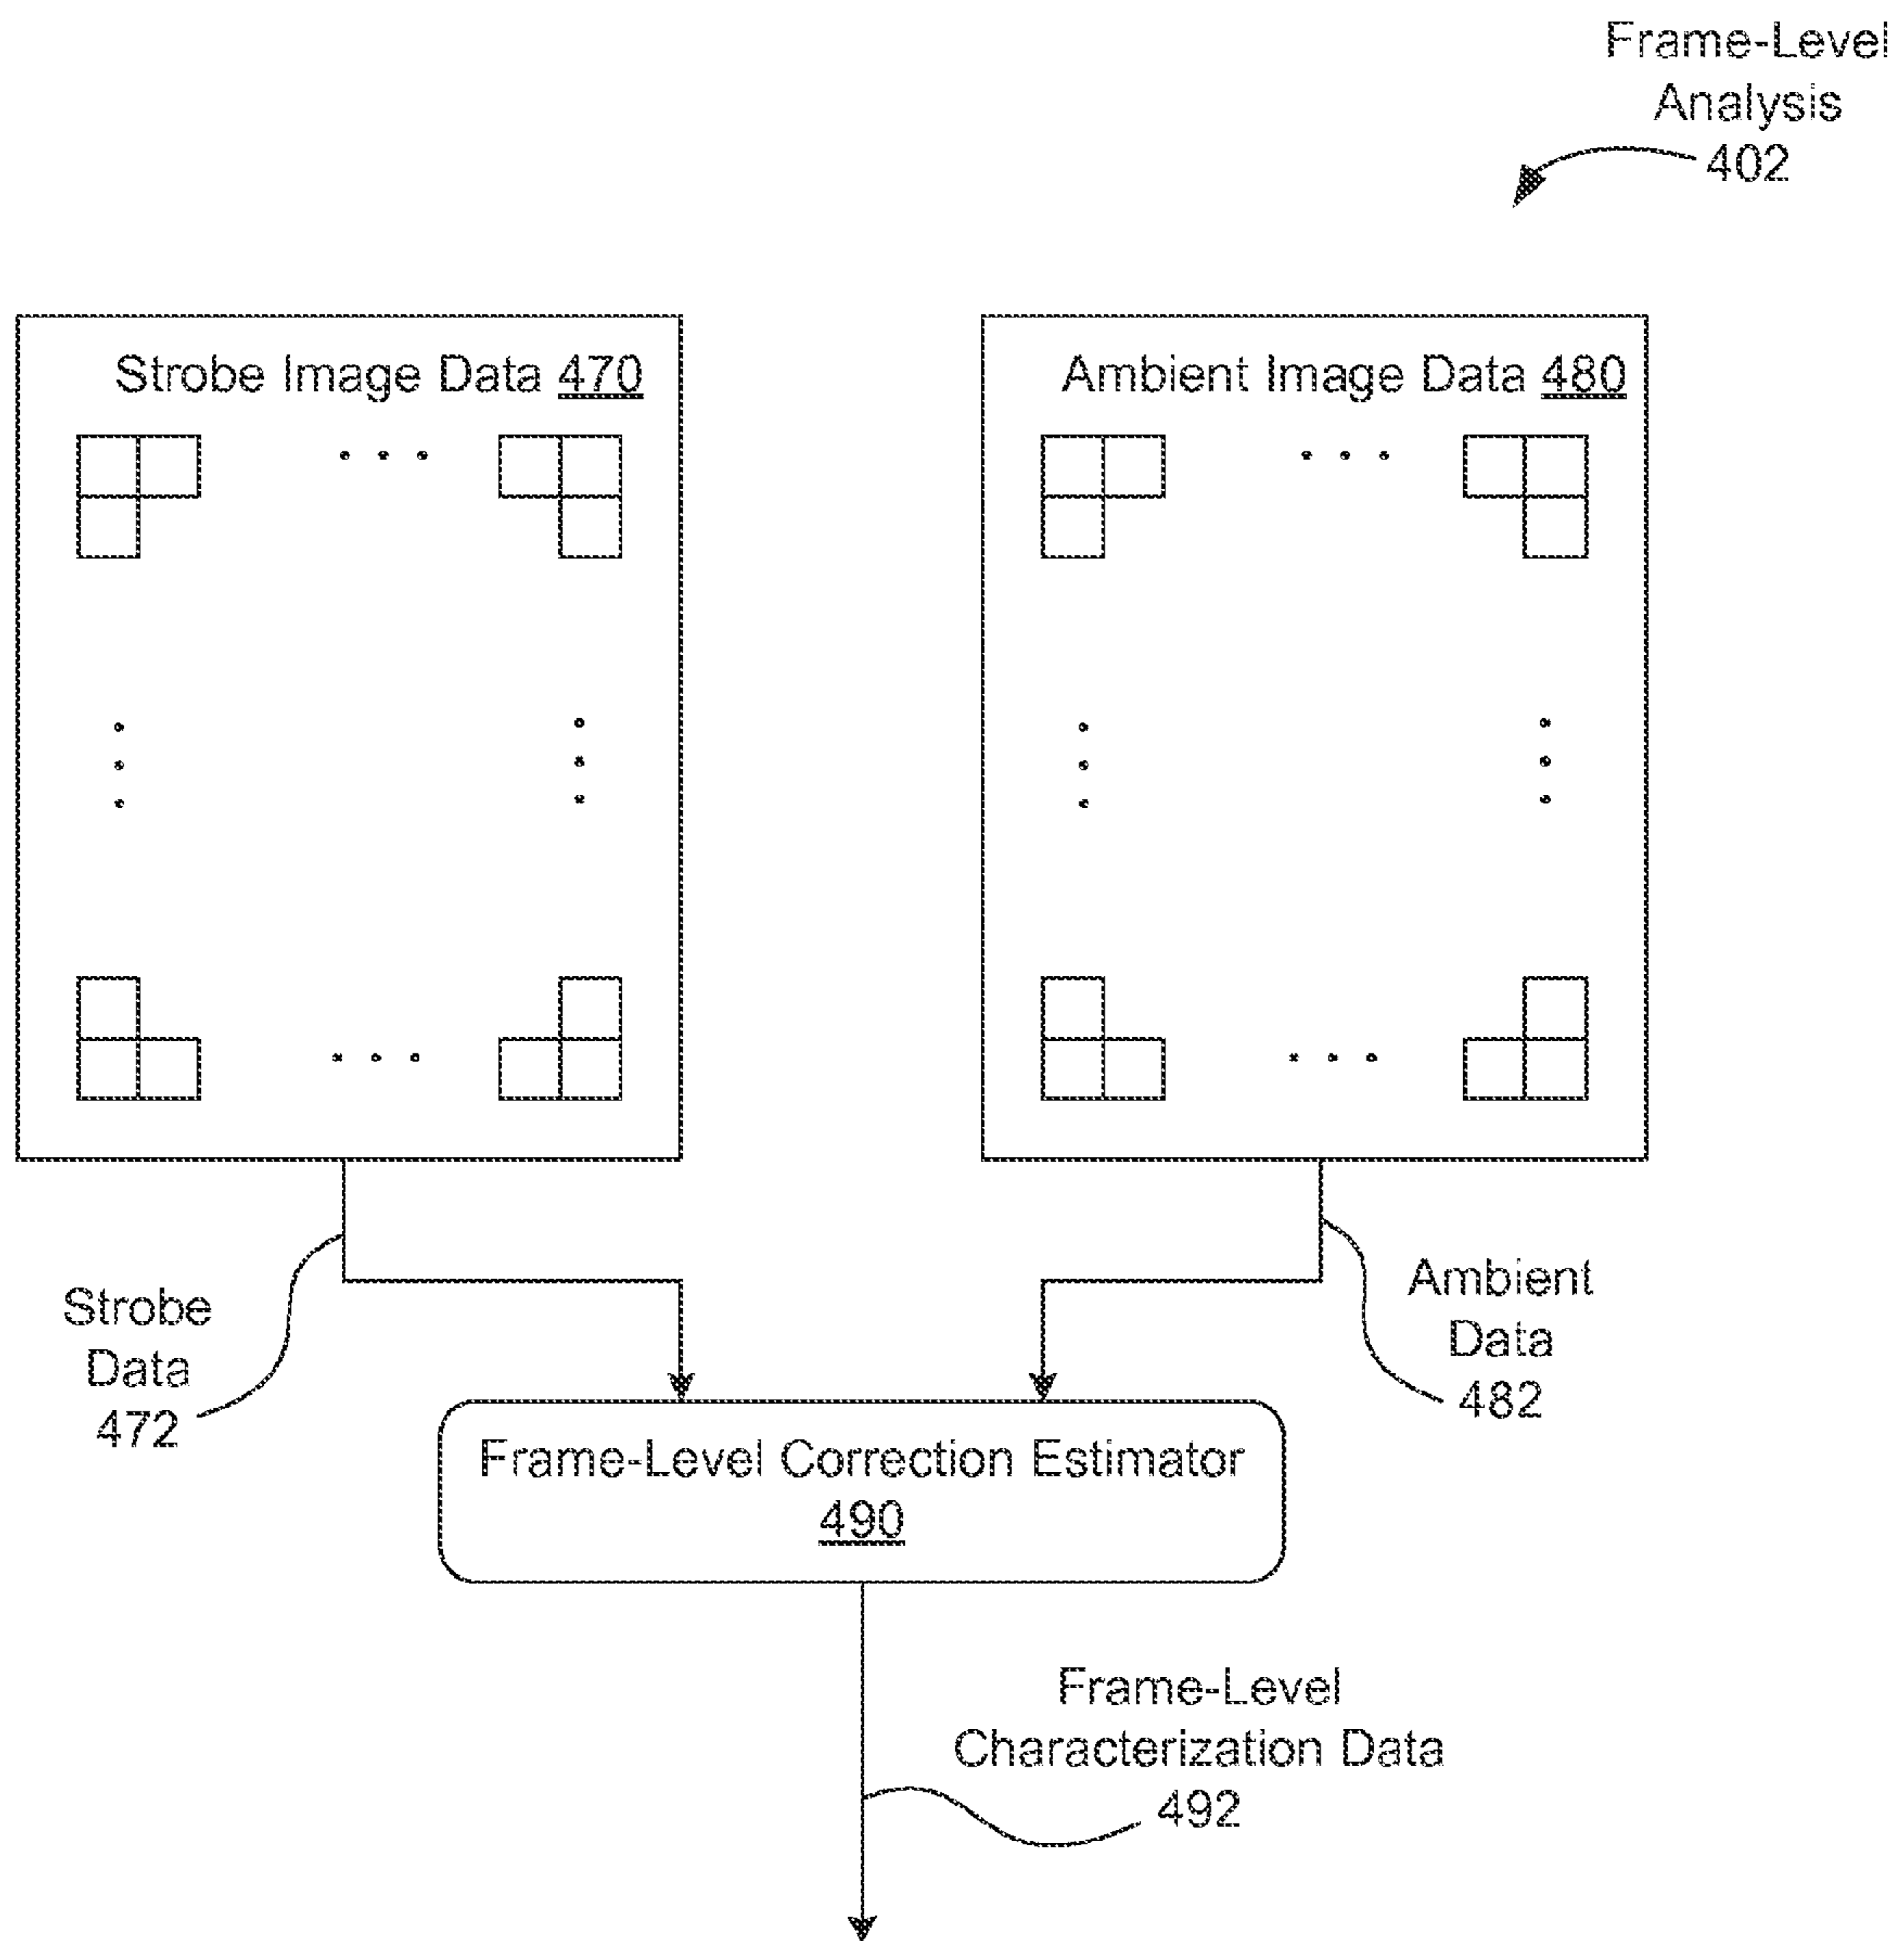 Frame-Level
Analysis
402
Strobe Image Data 470
Ambient Image Data 480
Strobe
Data
472
Ambient
Data
482
Frame-Level Correction Estimator
490
Frame-Level
Characterization Data
492